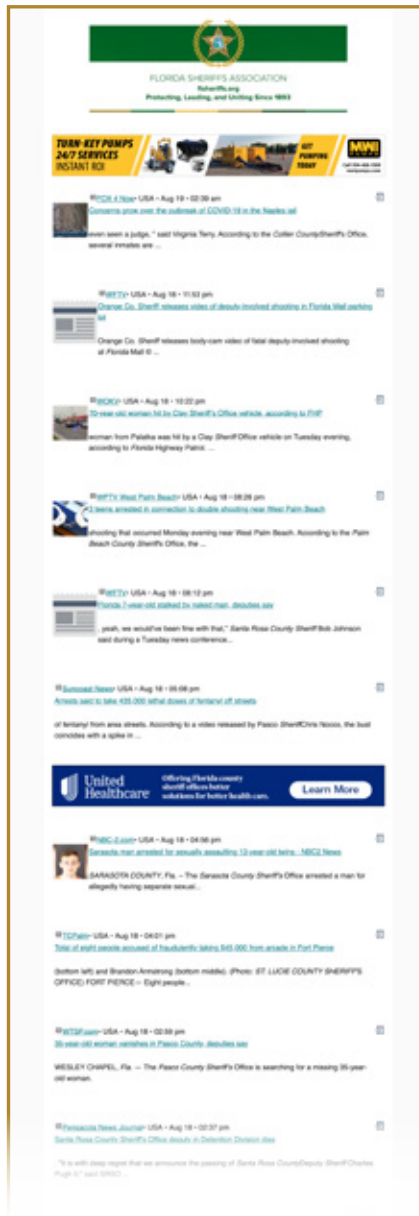 FLORIDA SHERIFFS ASSOCIATION
flsheriffs.org
Protecting, Leading, and Uniting Since 1893
TURN-KEY PUMPS
24/7 SERVICES
INSTANT ROI
GET
PUMPING
TODAY
MWI
PUMPS
FOX 4 Now • USA • Aug 19 • 02:39 am
Concerns grow over the outbreak of COVID-19 in the Naples jail
even seen a judge, " said Virginia Terry. According to the Collier CountySheriff's Office,
several inmates are ...
WFTV • USA • Aug 18 • 11:53 pm
Orange Co. Sheriff releases video of deputy-involved shooting in Florida Mall parking
lot
Orange Co. Sheriff releases body-cam video of fatal deputy-involved shooting
at Florida Mall © ...
WOKV • USA • Aug 18 • 10:22 pm
70-year-old woman hit by Clay Sheriff's Office vehicle, according to FHP
woman from Palatka was hit by a Clay Sheriff Office vehicle on Tuesday evening,
according to Florida Highway Patrol. ...
WPTV West Palm Beach • USA • Aug 18 • 08:26 pm
teens arrested in connection to double shooting near West Palm Beach
shooting that occurred Monday evening near West Palm Beach. According to the Palm
Beach County Sheriff's Office, the ...
WFTV • USA • Aug 18 • 08:12 pm
Florida 7-year-old stalked by naked man, deputies say
, yeah, we would've been fine with that," Santa Rosa County Sheriff Bob Johnson
said during a Tuesday news conference...
Suncoast News • USA • Aug 18 • 05:08 pm
Arrests said to take 435,000 lethal doses of fentanyl off streets
of fentanyl from area streets. According to a video released by Pasco SheriffChris Nocco, the bust
coincides with a spike in ...
United
Healthcare
Offering Florida county
sheriff offices better
solutions for better health care.
Learn More
NBC-2.com • USA • Aug 18 • 04:56 pm
Sarasota man arrested for sexually assaulting 13-year-old twins - NBC2 News
SARASOTA COUNTY, Fla. – The Sarasota County Sheriff's Office arrested a man for
allegedly having separate sexual...
TCPalm • USA • Aug 18 • 04:01 pm
Total of eight people accused of fraudulently taking $45,000 from arcade in Fort Pierce
(bottom left) and Brandon Armstrong (bottom middle). (Photo: ST. LUCIE COUNTY SHERIFF'S
OFFICE) FORT PIERCE — Eight people...
WTSP.com • USA • Aug 18 • 02:59 pm
35-year-old woman vanishes in Pasco County, deputies say
WESLEY CHAPEL, Fla. — The Pasco County Sheriff's Office is searching for a missing 35-year-
old woman.
Pensacola News Journal • USA • Aug 18 • 02:37 pm
Santa Rosa County Sheriff's Office deputy in Detention Division dies
"It is with deep regret that we announce the passing of Santa Rosa CountyDeputy SheriffCharles
Pugh II," said SRSO...